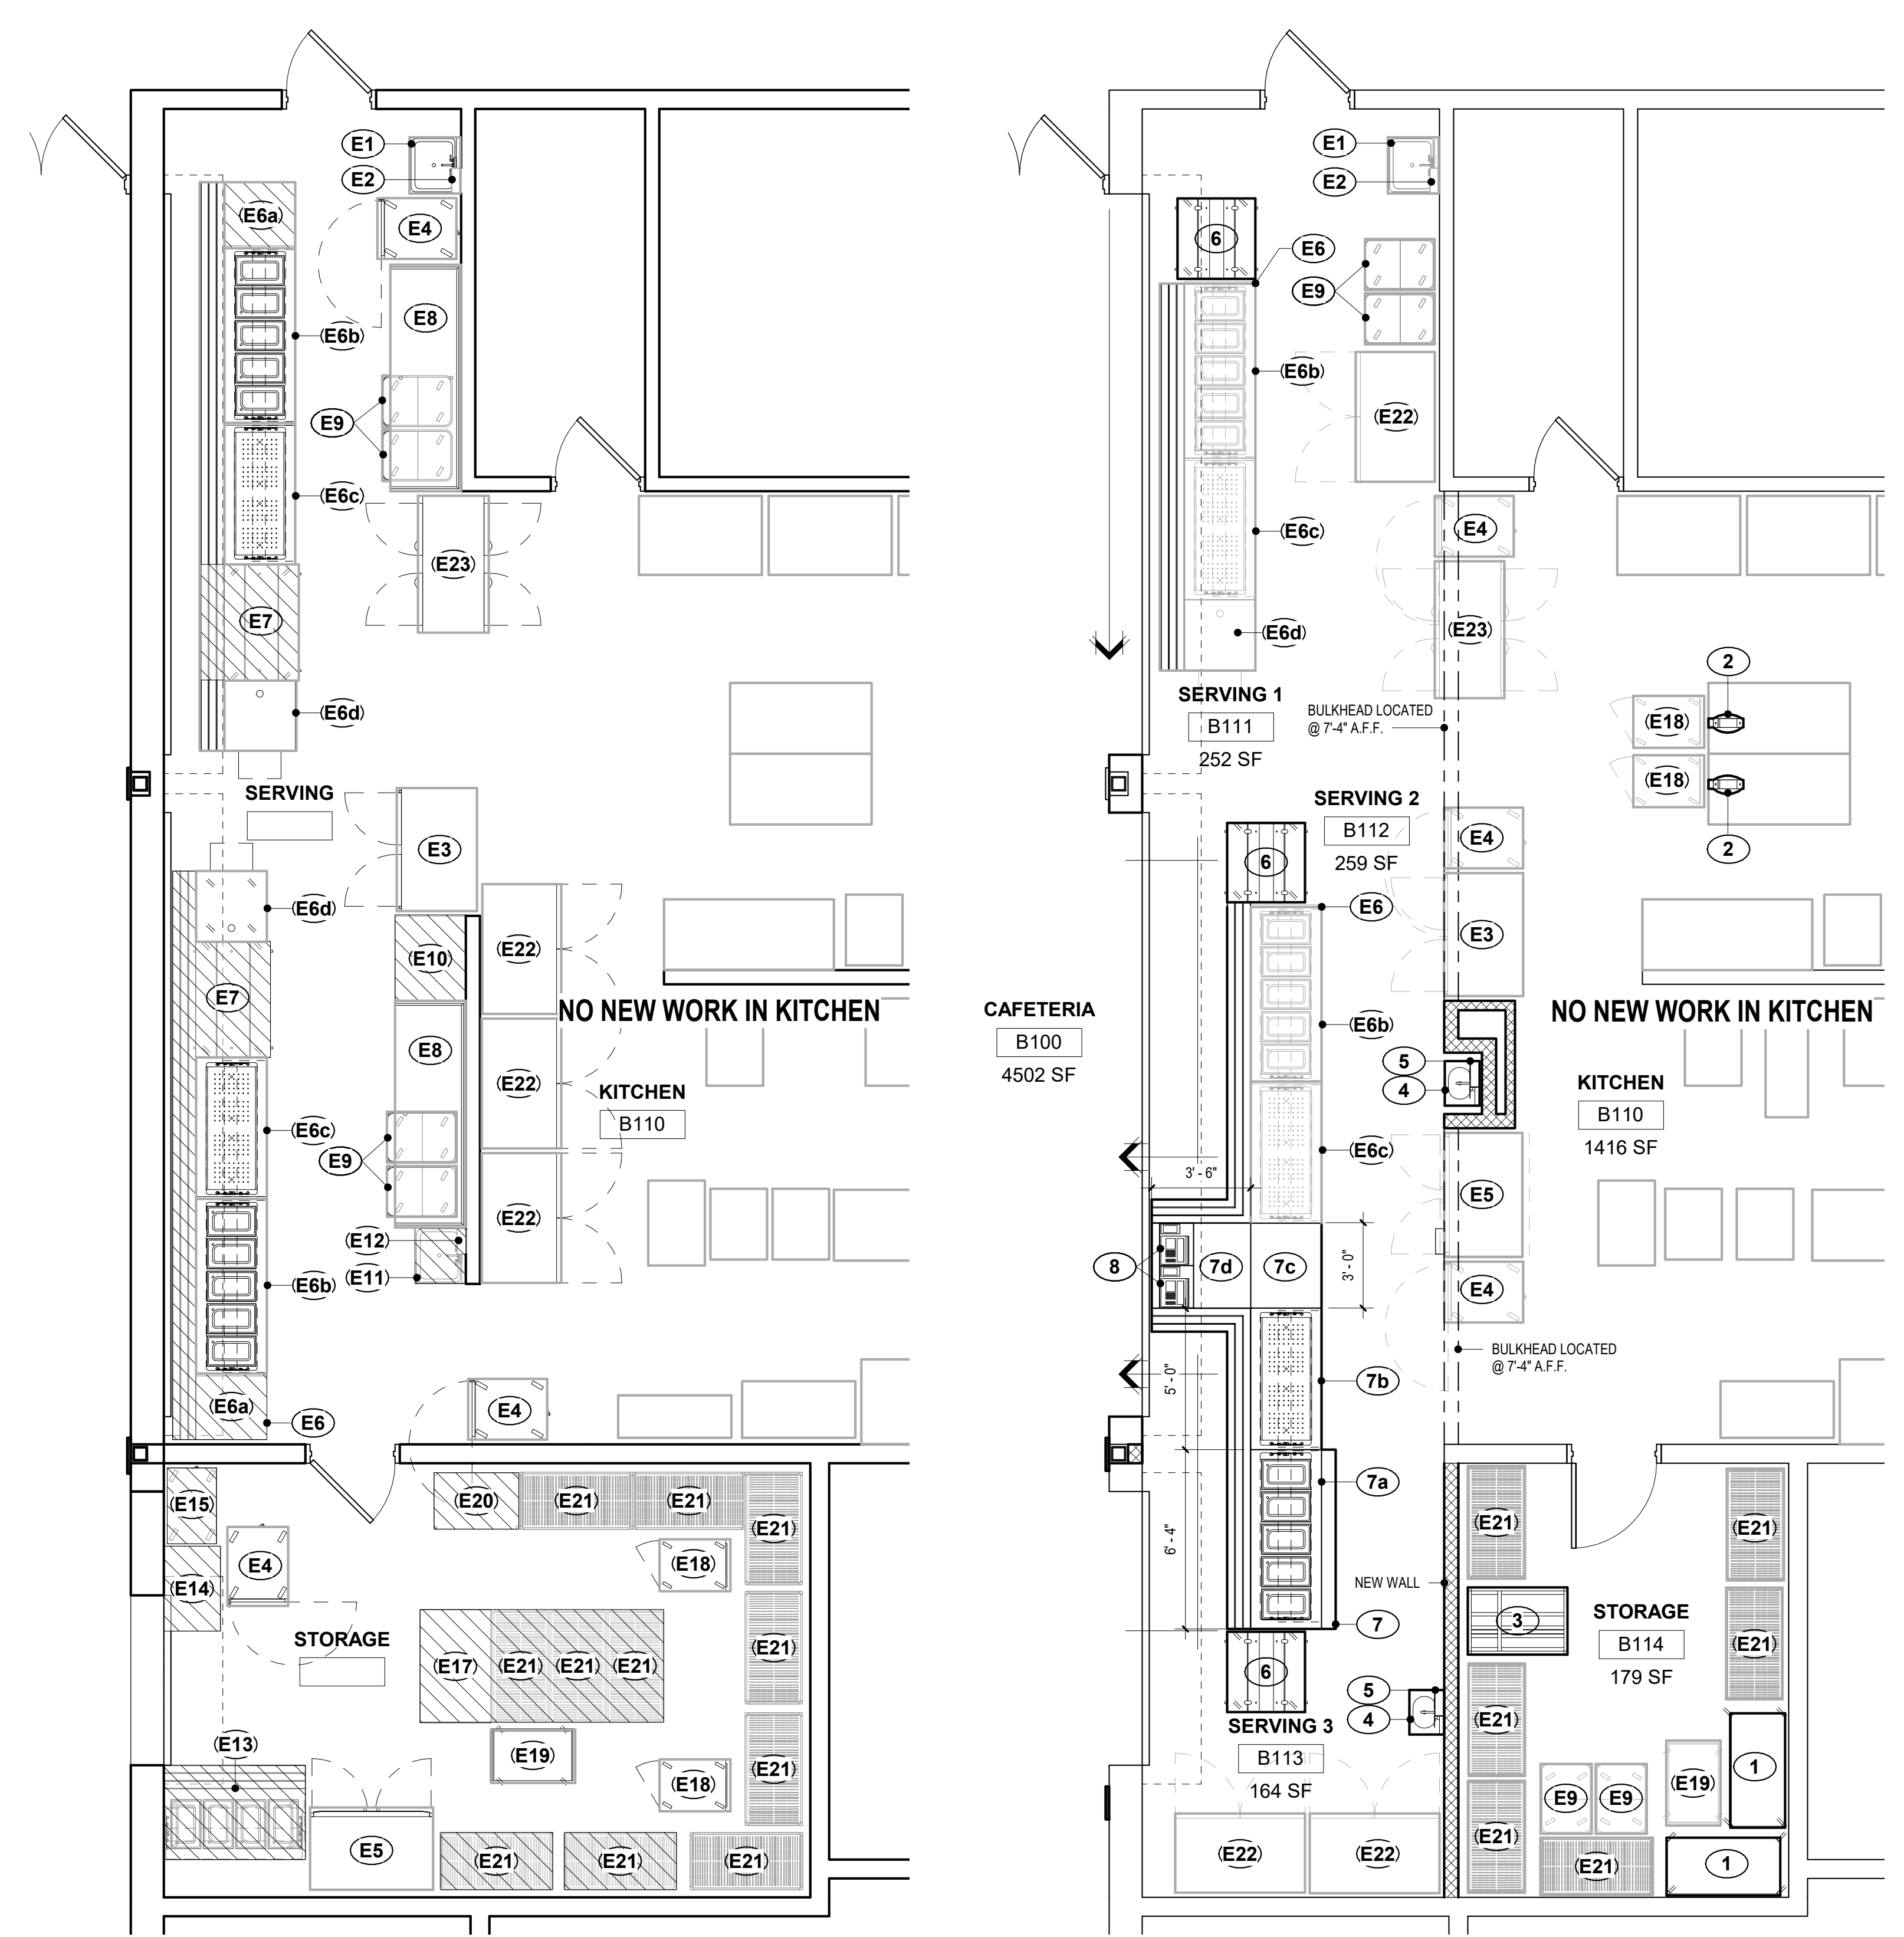 E1
E2
(E6a)
E4
E8
(E6b)
E9
(E6c)
(E23)
E7
(E6d)
SERVING
E3
(E6d)
(E10)
(E22)
E7
NO NEW WORK IN KITCHEN
E8
(E22)
KITCHEN
B110
(E6c)
E9
(E22)
(E12)
(E11)
(E6b)
(E6a)
E6
E4
(E15)
(E20)
(E21)
(E21)
(E21)
E4
(E18)
(E14)
STORAGE
(E17)
(E21)
(E21)
(E21)
(E21)
(E13)
(E19)
(E18)
(E21)
E5
(E21)
(E21)
(E21)
E1
E2
6
E6
E9
(E6b)
(E22)
(E6c)
E4
(E6d)
(E23)
2
SERVING 1
B111
252 SF
BULKHEAD LOCATED
@ 7'-4" A.F.F.
(E18)
(E18)
SERVING 2
B112
259 SF
E4
2
6
E6
E3
CAFETERIA
B100
4502 SF
NO NEW WORK IN KITCHEN
(E6b)
5
4
KITCHEN
B110
1416 SF
(E6c)
3' - 6"
E5
8
7d
7c
3' - 0"
E4
BULKHEAD LOCATED
@ 7'-4" A.F.F.
5' - 0"
7b
7a
6' - 4"
(E21)
(E21)
NEW WALL
3
STORAGE
B114
179 SF
7
(E21)
6
5
4
(E21)
SERVING 3
B113
164 SF
(E22)
(E22)
E9
E9
(E19)
1
(E21)
(E21)
1